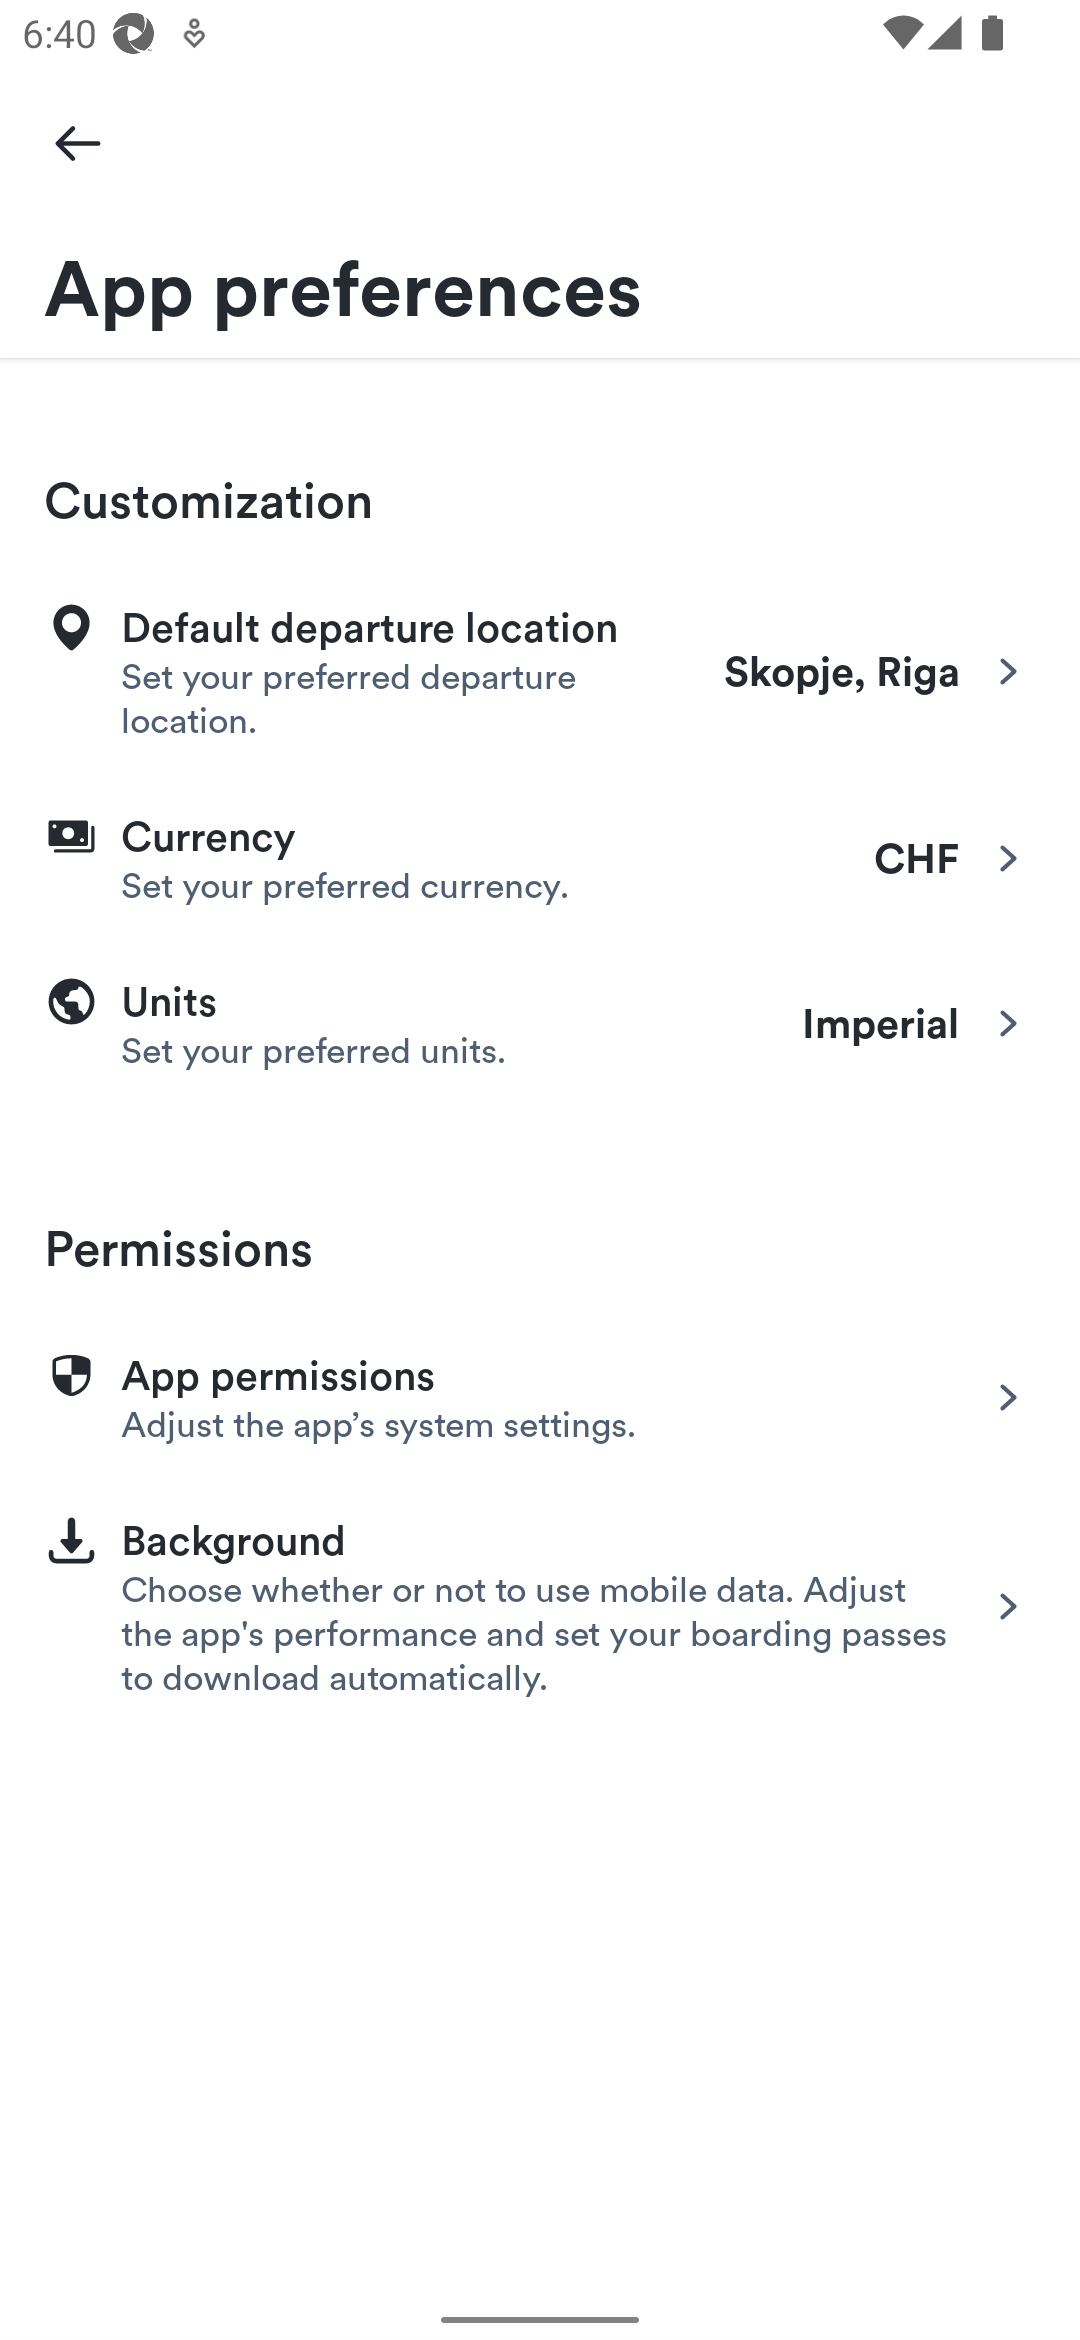 6:40
App preferences
Customization
Default departure location
Set your preferred departure
location.
Skopje, Riga
Currency
Set your preferred currency.
CHF
Units
Set your preferred units.
Imperial
Permissions
App permissions
Adjust the app’s system settings.
Background
Choose whether or not to use mobile data. Adjust
the app's performance and set your boarding passes
to download automatically.